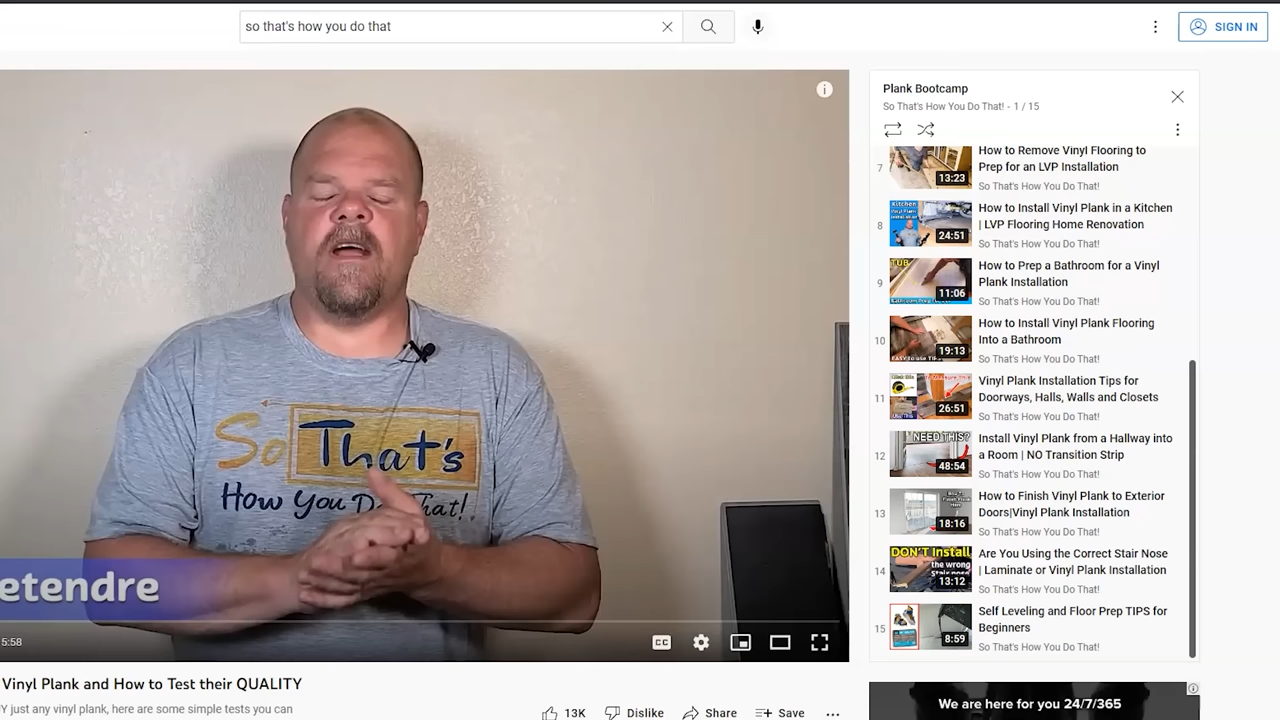 so that's how you do that
SIGN IN
So That's
How You Do That!
etendre
5:58
CC
Vinyl Plank and How to Test their QUALITY
Y just any vinyl plank, here are some simple tests you can
13K
Dislike
Share
Save
Plank Bootcamp
So That's How You Do That! - 1 / 15
7
13:23
How to Remove Vinyl Flooring to
Prep for an LVP Installation
So That's How You Do That!
8
Kitchen
24:51
How to Install Vinyl Plank in a Kitchen
| LVP Flooring Home Renovation
So That's How You Do That!
9
TUB
11:06
How to Prep a Bathroom for a Vinyl
Plank Installation
So That's How You Do That!
10
19:13
How to Install Vinyl Plank Flooring
Into a Bathroom
So That's How You Do That!
11
26:51
Vinyl Plank Installation Tips for
Doorways, Halls, Walls and Closets
So That's How You Do That!
12
NEED THIS?
48:54
Install Vinyl Plank from a Hallway into
a Room | NO Transition Strip
So That's How You Do That!
13
18:16
How to Finish Vinyl Plank to Exterior
Doors|Vinyl Plank Installation
So That's How You Do That!
14
DON'T Install
the wrong
13:12
Are You Using the Correct Stair Nose
| Laminate or Vinyl Plank Installation
So That's How You Do That!
15
8:59
Self Leveling and Floor Prep TIPS for
Beginners
So That's How You Do That!
We are here for you 24/7/365